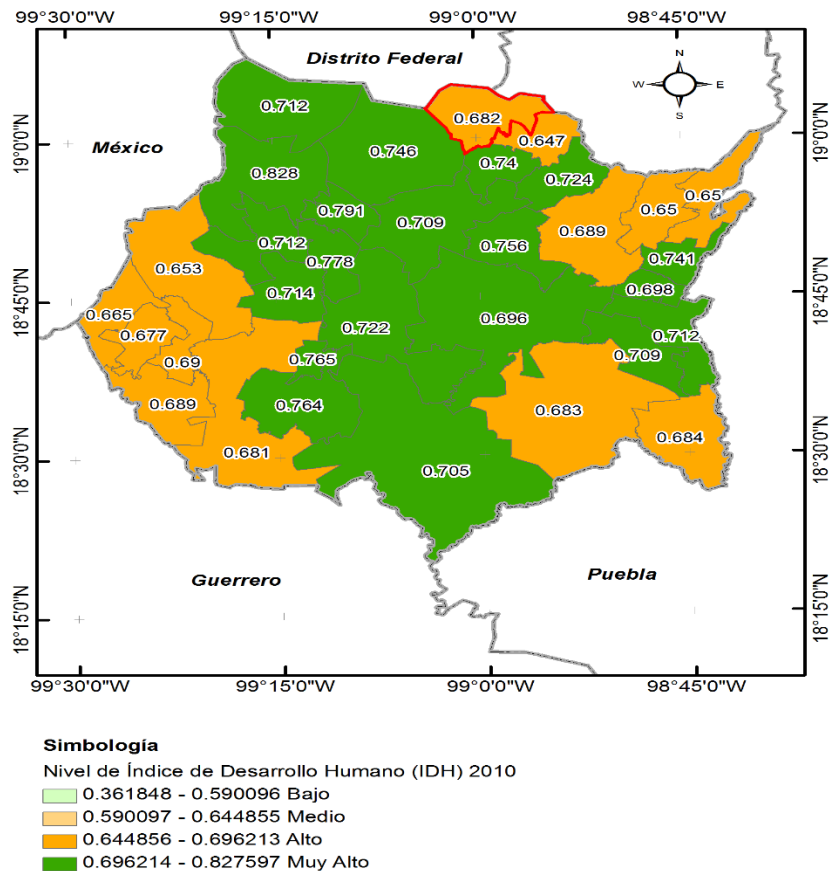 99°30'0"W 99°15'0"W 99°0'0"W 98°45'0"W
Distrito Federal
N
W E
S
México
Guerrero
Puebla
19°0'0"N
18°45'0"N
18°30'0"N
18°15'0"N
19°0'0"N
18°45'0"N
18°30'0"N
18°15'0"N
0.712
0.682
0.746
0.647
0.74
0.828
0.724
0.65
0.791
0.65
0.709
0.689
0.712
0.756
0.778
0.741
0.653
0.698
0.714
0.665
0.696
0.677
0.722
0.712
0.69
0.765
0.709
0.689
0.764
0.683
0.681
0.684
0.705
99°30'0"W 99°15'0"W 99°0'0"W 98°45'0"W
Simbología
Nivel de Índice de Desarrollo Humano (IDH) 2010
0.361848 - 0.590096 Bajo
0.590097 - 0.644855 Medio
0.644856 - 0.696213 Alto
0.696214 - 0.827597 Muy Alto